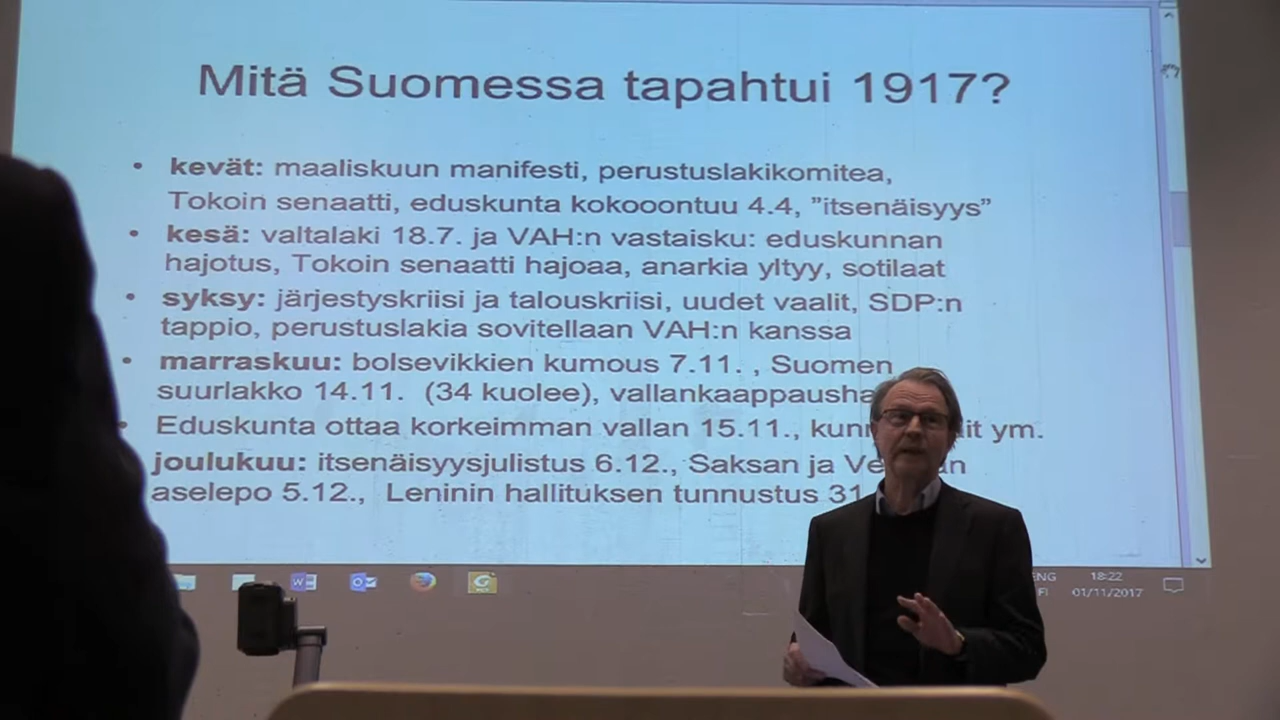 Mitä Suomessa tapahtui 1917?
• kevät: maaliskuun manifesti, perustuslakikomitea,
Tokoin senaatti, eduskunta kokooontuu 4.4, ”itsenäisyys”
• kesä: valtalaki 18.7. ja VAH:n vastaisku: eduskunnan
hajotus, Tokoin senaatti hajoaa, anarkia yltyy, sotilaat
• syksy: järjestyskriisi ja talouskriisi, uudet vaalit, SDP:n
tappio, perustuslakia sovitellaan VAH:n kanssa
• marraskuu: bolsevikkien kumous 7.11. , Suomen
suurlakko 14.11. (34 kuolee), vallankaappausha
• Eduskunta ottaa korkeimman vallan 15.11., ym.
joulukuu: itsenäisyysjulistus 6.12., Saksan ja
aselepo 5.12., Leninin hallituksen tunnustus 31
ENG 18:22
FI 01/11/2017